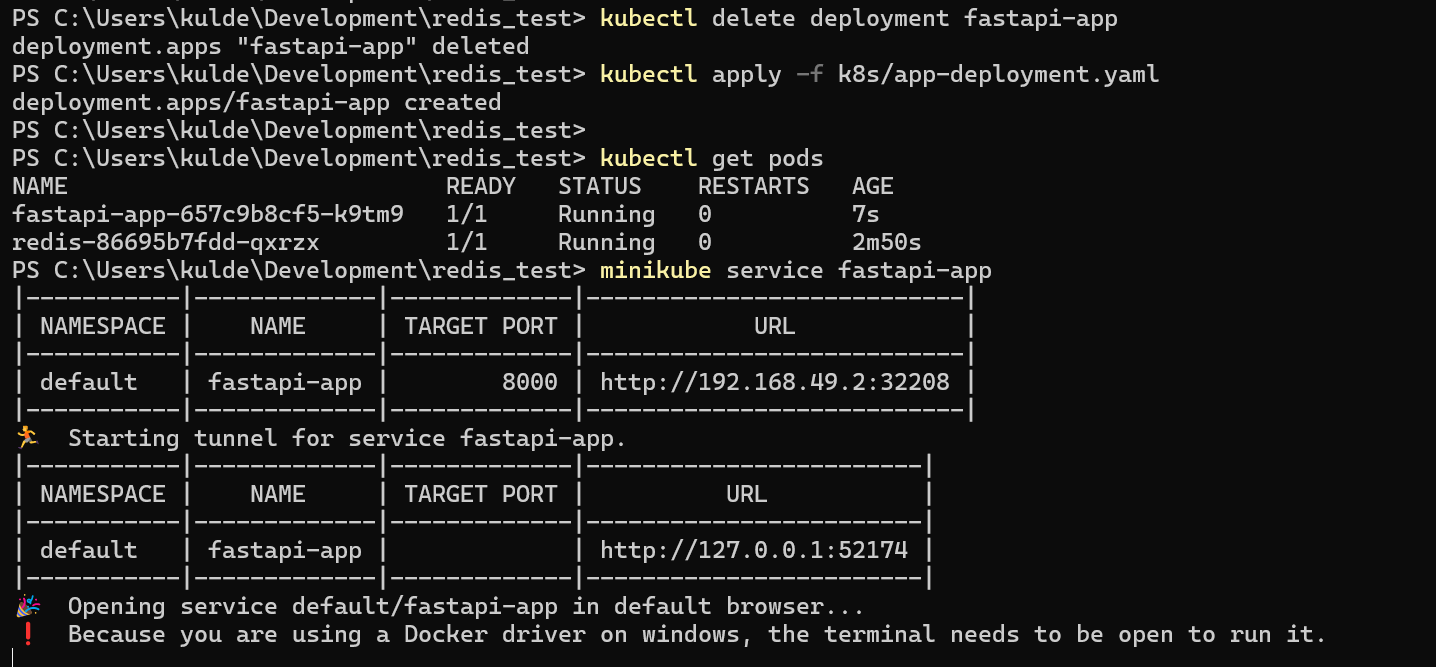 PS C:\Users\kulde\Development\redis_test> kubectl delete deployment fastapi-app
deployment.apps "fastapi-app" deleted
PS C:\Users\kulde\Development\redis_test> kubectl apply -f k8s/app-deployment.yaml
deployment.apps/fastapi-app created
PS C:\Users\kulde\Development\redis_test>
PS C:\Users\kulde\Development\redis_test> kubectl get pods
NAME                           READY   STATUS    RESTARTS   AGE
fastapi-app-657c9b8cf5-k9tm9   1/1     Running   0          7s
redis-86695b7fdd-qxrzx         1/1     Running   0          2m50s
PS C:\Users\kulde\Development\redis_test> minikube service fastapi-app
|-----------|-------------|-------------|---------------------------|
| NAMESPACE |    NAME     | TARGET PORT |            URL            |
|-----------|-------------|-------------|---------------------------|
| default   | fastapi-app |        8000 | http://192.168.49.2:32208 |
|-----------|-------------|-------------|---------------------------|
🏃  Starting tunnel for service fastapi-app.
|-----------|-------------|-------------|------------------------|
| NAMESPACE |    NAME     | TARGET PORT |          URL           |
|-----------|-------------|-------------|------------------------|
| default   | fastapi-app |             | http://127.0.0.1:52174 |
|-----------|-------------|-------------|------------------------|
🎉  Opening service default/fastapi-app in default browser...
❗  Because you are using a Docker driver on windows, the terminal needs to be open to run it.